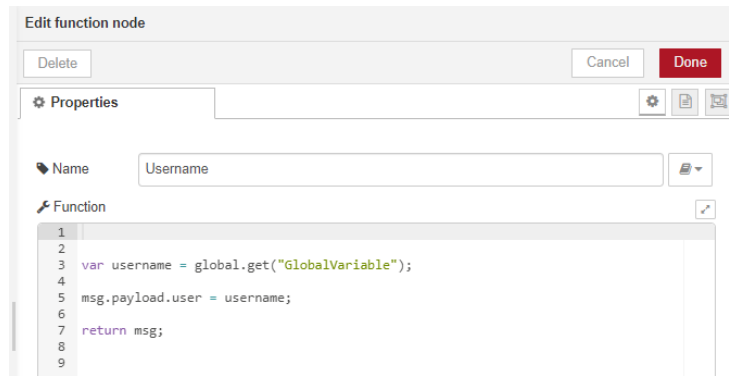 Edit function node
Delete Cancel Done
Properties
Name Username
Function
1
2
3 var username = global.get("GlobalVariable");
4
5 msg.payload.user = username;
6
7 return msg;
8
9